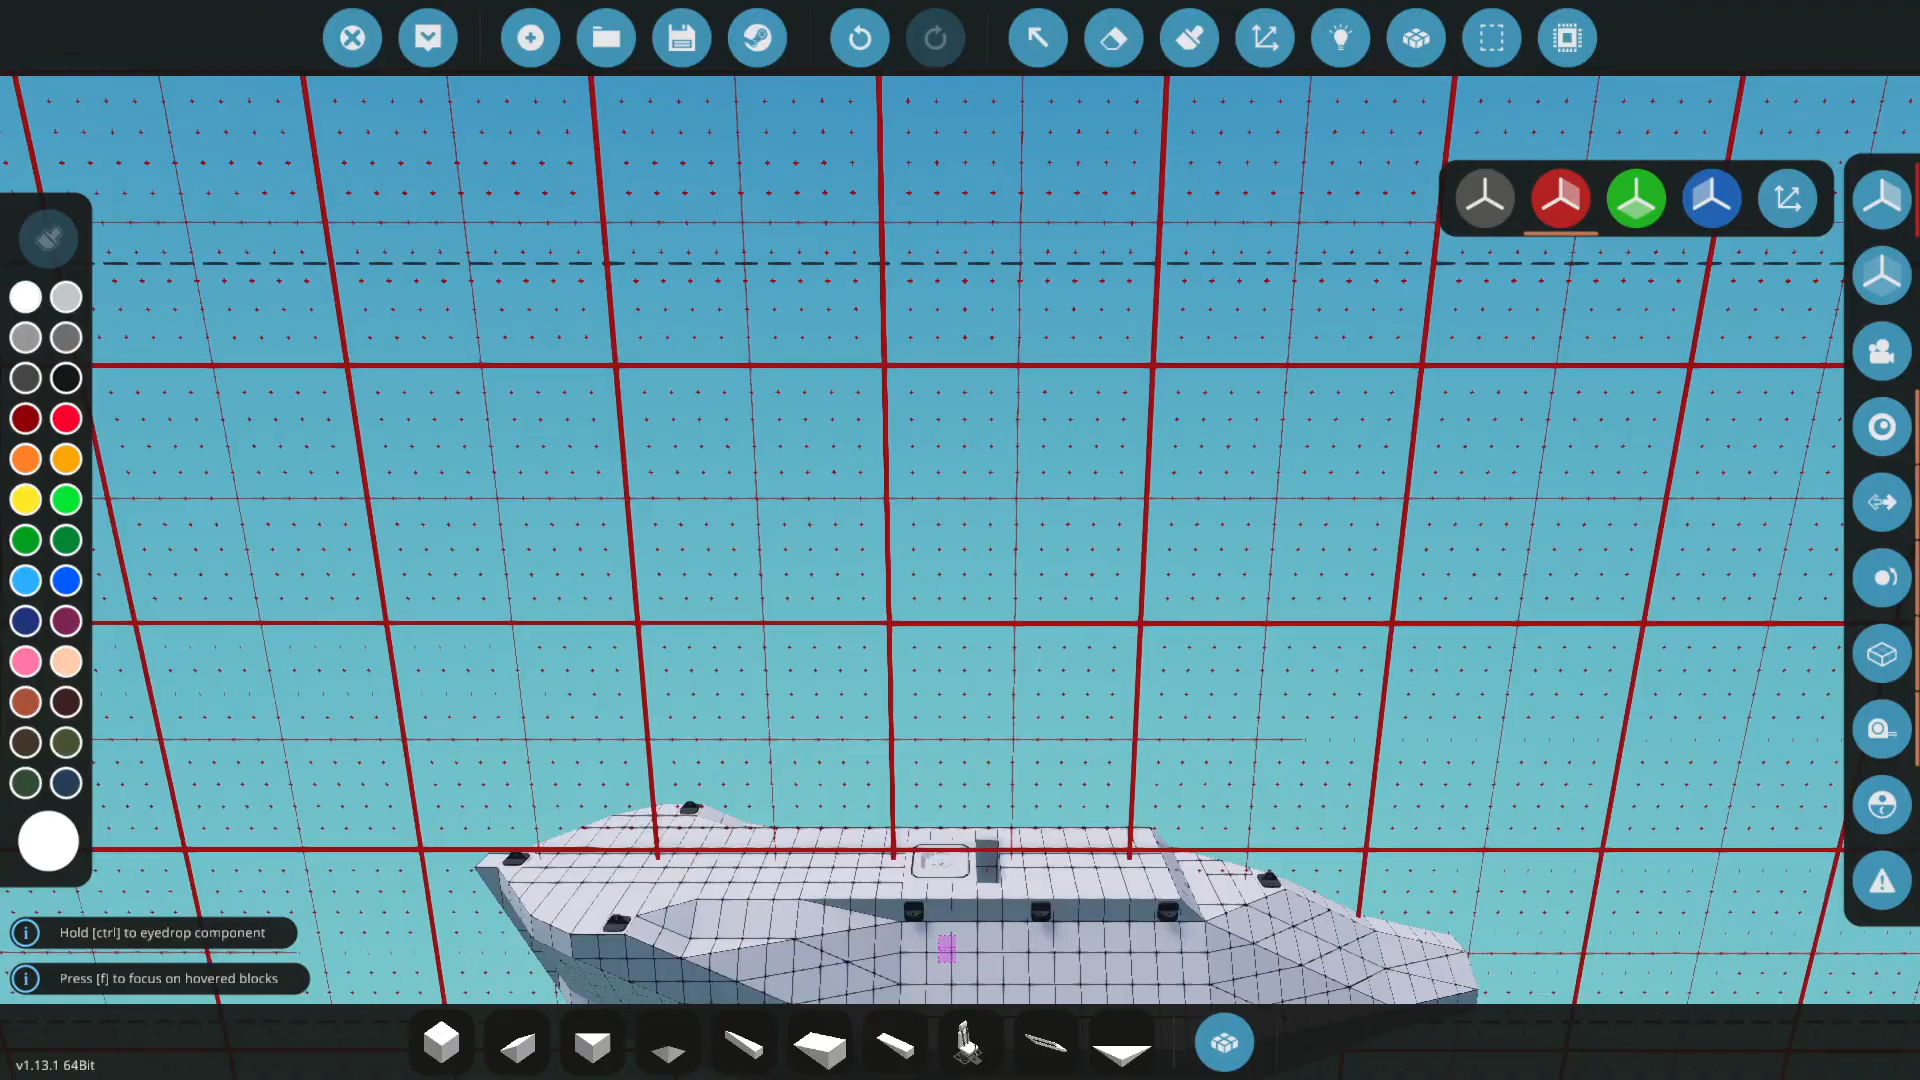 Hold [ctrl] to eyedrop component
Press [f] to focus on hovered blocks
v1.13.1 64Bit